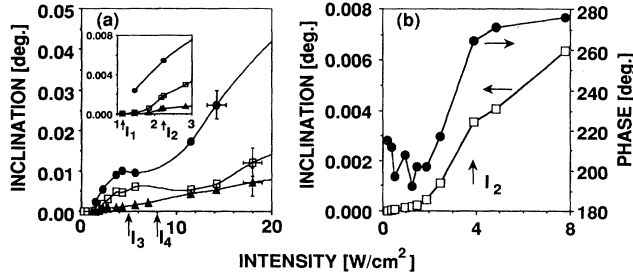 (a)
INCLINATION [deg.]
0.05
0.04
0.03
0.02
0.01
0.00
0.008
0.004
0.000
1 2 3
I₁ I₂
0 10 20
I₃ I₄
(b)
INCLINATION [deg.]
0.008
0.006
0.004
0.002
0.000
I₂
0 4 8
280
260
240
220
200
180
PHASE [deg.]
INTENSITY [W/cm²]